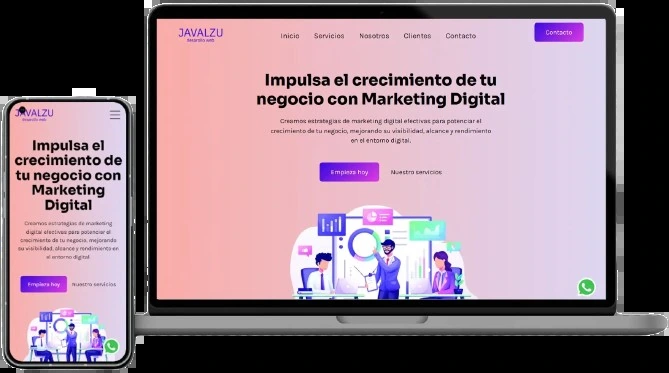 JAVALZU
desarrollo web
Inicio Servicios Nosotros Clientes Contacto
Contacto
Impulsa el crecimiento de tu
negocio con Marketing Digital
Creamos estrategias de marketing digital efectivas para potenciar el
crecimiento de tu negocio, mejorando su visibilidad, alcance y rendimiento
en el entorno digital.
Empieza hoy Nuestro servicios
JAVALZU
desarrollo web
Impulsa el
crecimiento de
tu negocio con
Marketing
Digital
Creamos estrategias de marketing
digital efectivas para potenciar el
crecimiento de tu negocio, mejorando
su visibilidad, alcance y rendimiento en
el entorno digital.
Empieza hoy Nuestro servicios